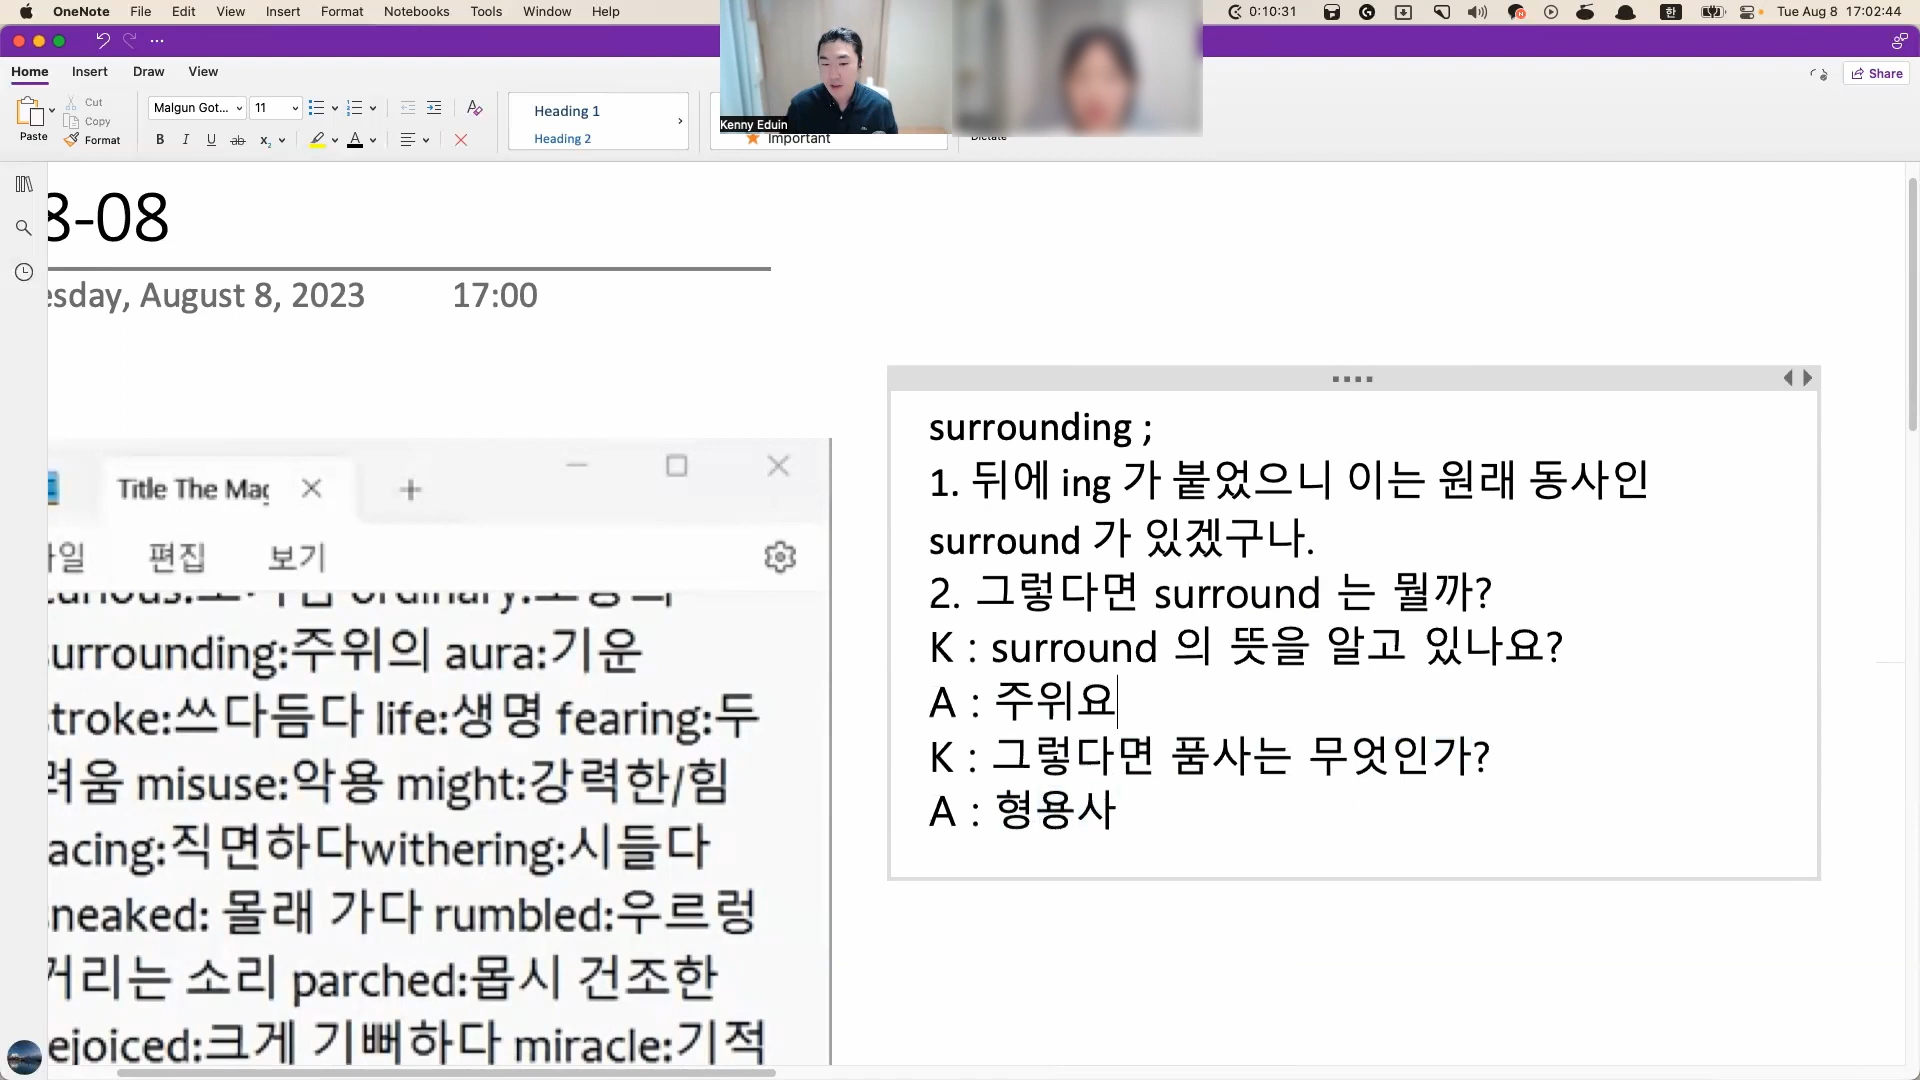 OneNote File Edit View Insert Format Notebooks Tools Window Help
0:10:31 한 Tue Aug 8 17:02:44
Home Insert Draw View
Share
Paste Cut Copy Format
Malgun Got... 11
B I U ab
Heading 1
Heading 2
Important
Kenny Eduin
8-08
esday, August 8, 2023 17:00
Title The Mag
편집 보기
surrounding:주위의 aura:기운
troke:쓰다듬다 life:생명 fearing:두
려움 misuse:악용 might:강력한/힘
acing:직면하다withering:시들다
neaked: 몰래 가다 rumbled:우르렁
거리는 소리 parched:몹시 건조한
ejoiced:크게 기뻐하다 miracle:기적
surrounding ;
1. 뒤에 ing 가 붙었으니 이는 원래 동사인
surround 가 있겠구나.
2. 그렇다면 surround 는 뭘까?
K : surround 의 뜻을 알고 있나요?
A : 주위요
K : 그렇다면 품사는 무엇인가?
A : 형용사